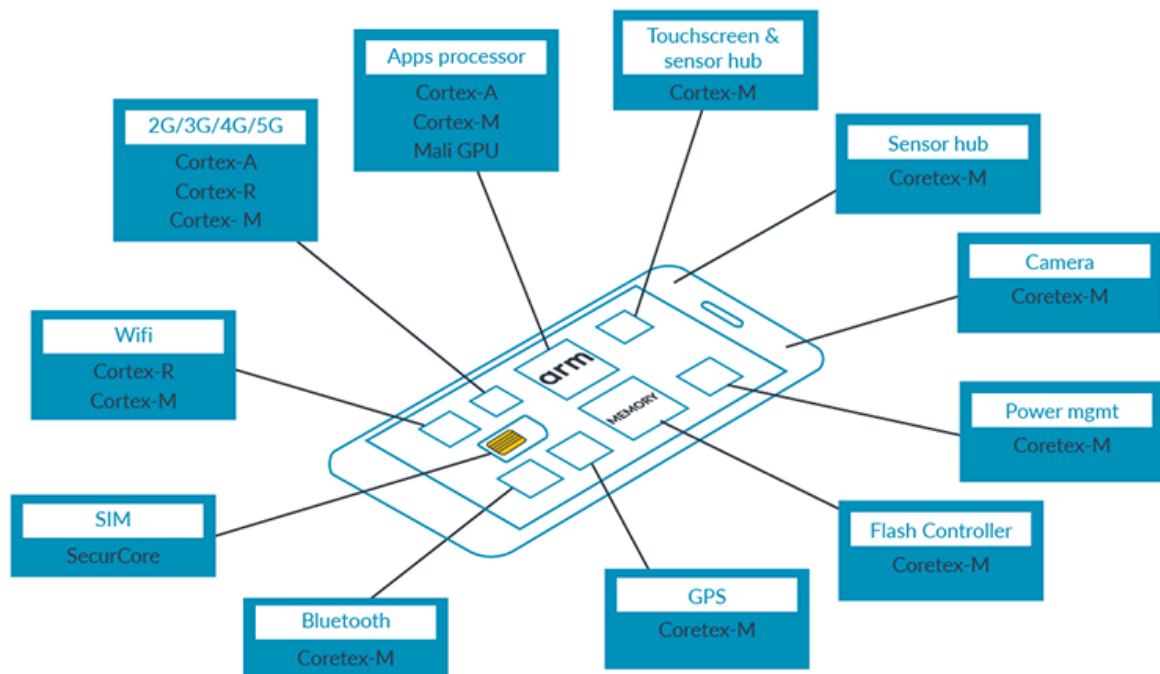 Apps processor
Cortex-A
Cortex-M
Mali GPU
Touchscreen &
sensor hub
Cortex-M
2G/3G/4G/5G
Cortex-A
Cortex-R
Cortex- M
Sensor hub
Coretex-M
Camera
Coretex-M
Wifi
Cortex-R
Cortex-M
arm
MEMORY
Power mgmt
Coretex-M
SIM
SecurCore
Flash Controller
Coretex-M
GPS
Coretex-M
Bluetooth
Coretex-M